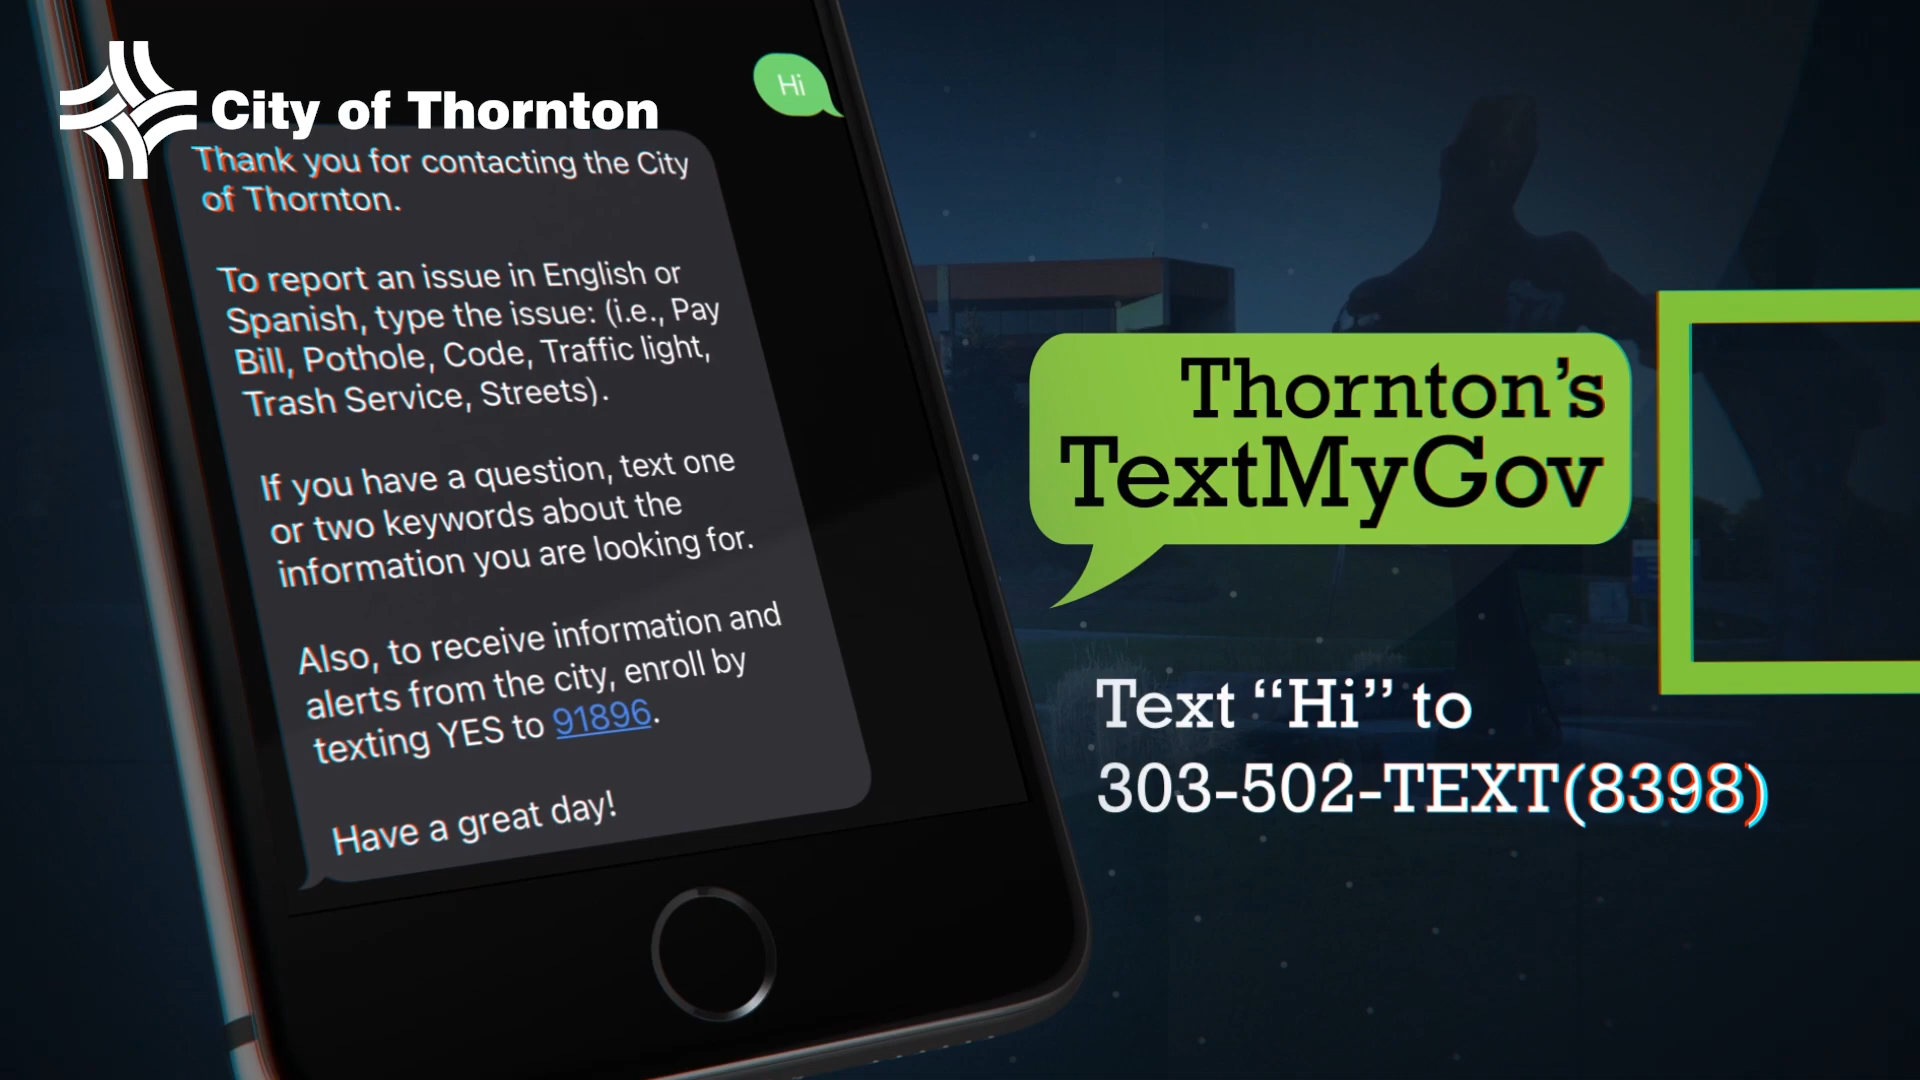 City of Thornton
Hi
Thank you for contacting the City
of Thornton.
To report an issue in English or
Spanish, type the issue: (i.e., Pay
Bill, Pothole, Code, Traffic light,
Trash Service, Streets).
If you have a question, text one
or two keywords about the
information you are looking for.
Also, to receive information and
alerts from the city, enroll by
texting YES to 91896.
Have a great day!
Thornton’s
TextMyGov
Text “Hi” to
303-502-TEXT(8398)